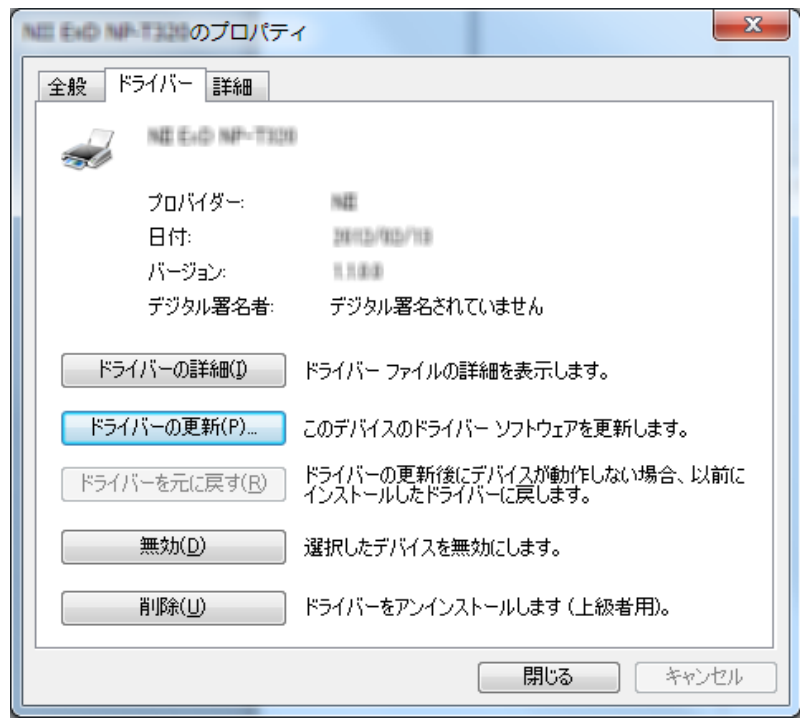 のプロパティ
全般 ドライバー 詳細
プロバイダー:
日付:
バージョン:
デジタル署名者: デジタル署名されていません
ドライバーの詳細(I) ドライバー ファイルの詳細を表示します。
ドライバーの更新(P)... このデバイスのドライバー ソフトウェアを更新します。
ドライバーを元に戻す(R) ドライバーの更新後にデバイスが動作しない場合、以前に
インストールしたドライバーに戻します。
無効(D) 選択したデバイスを無効にします。
削除(U) ドライバーをアンインストールします (上級者用)。
閉じる キャンセル